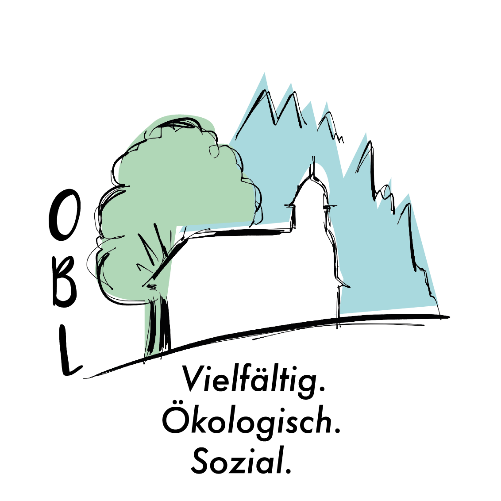 O
B
L
Vielfältig.
Ökologisch.
Sozial.